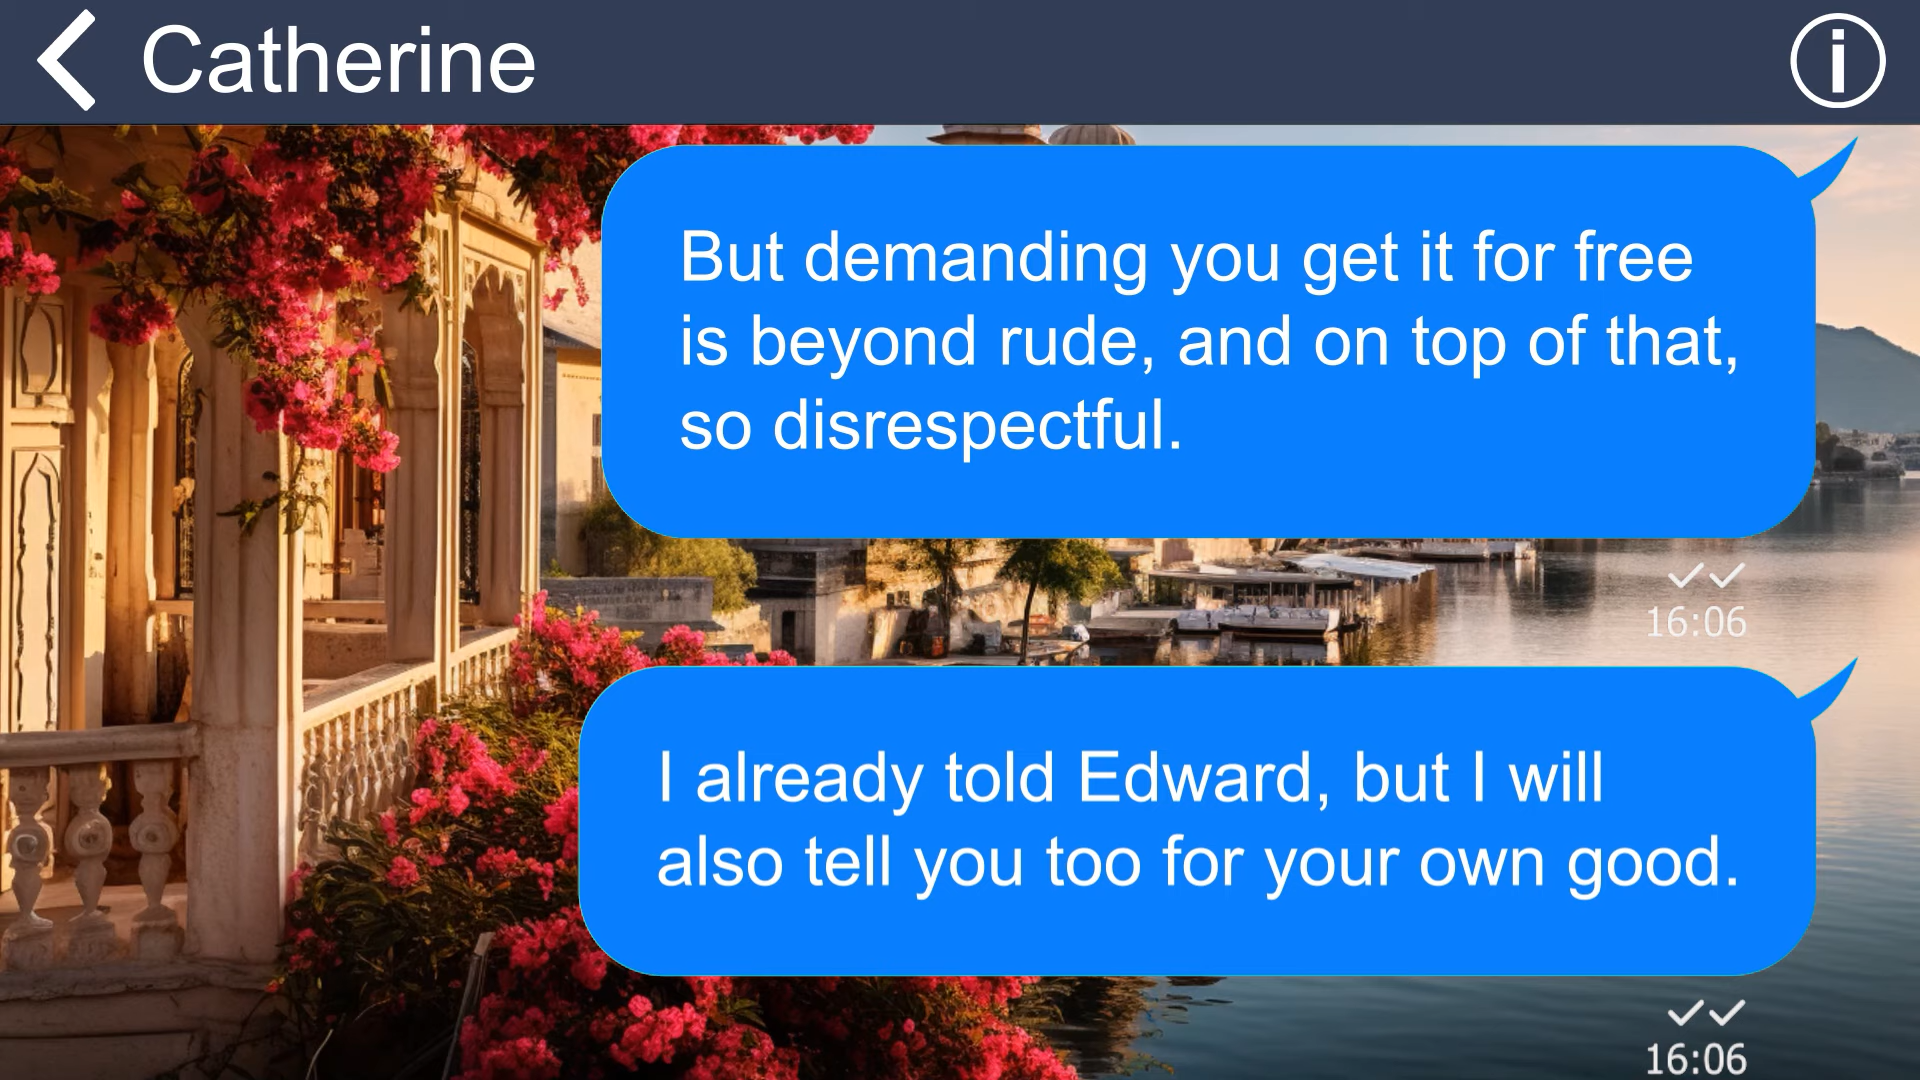 Catherine
But demanding you get it for free
is beyond rude, and on top of that,
so disrespectful.
16:06
I already told Edward, but I will
also tell you too for your own good.
16:06